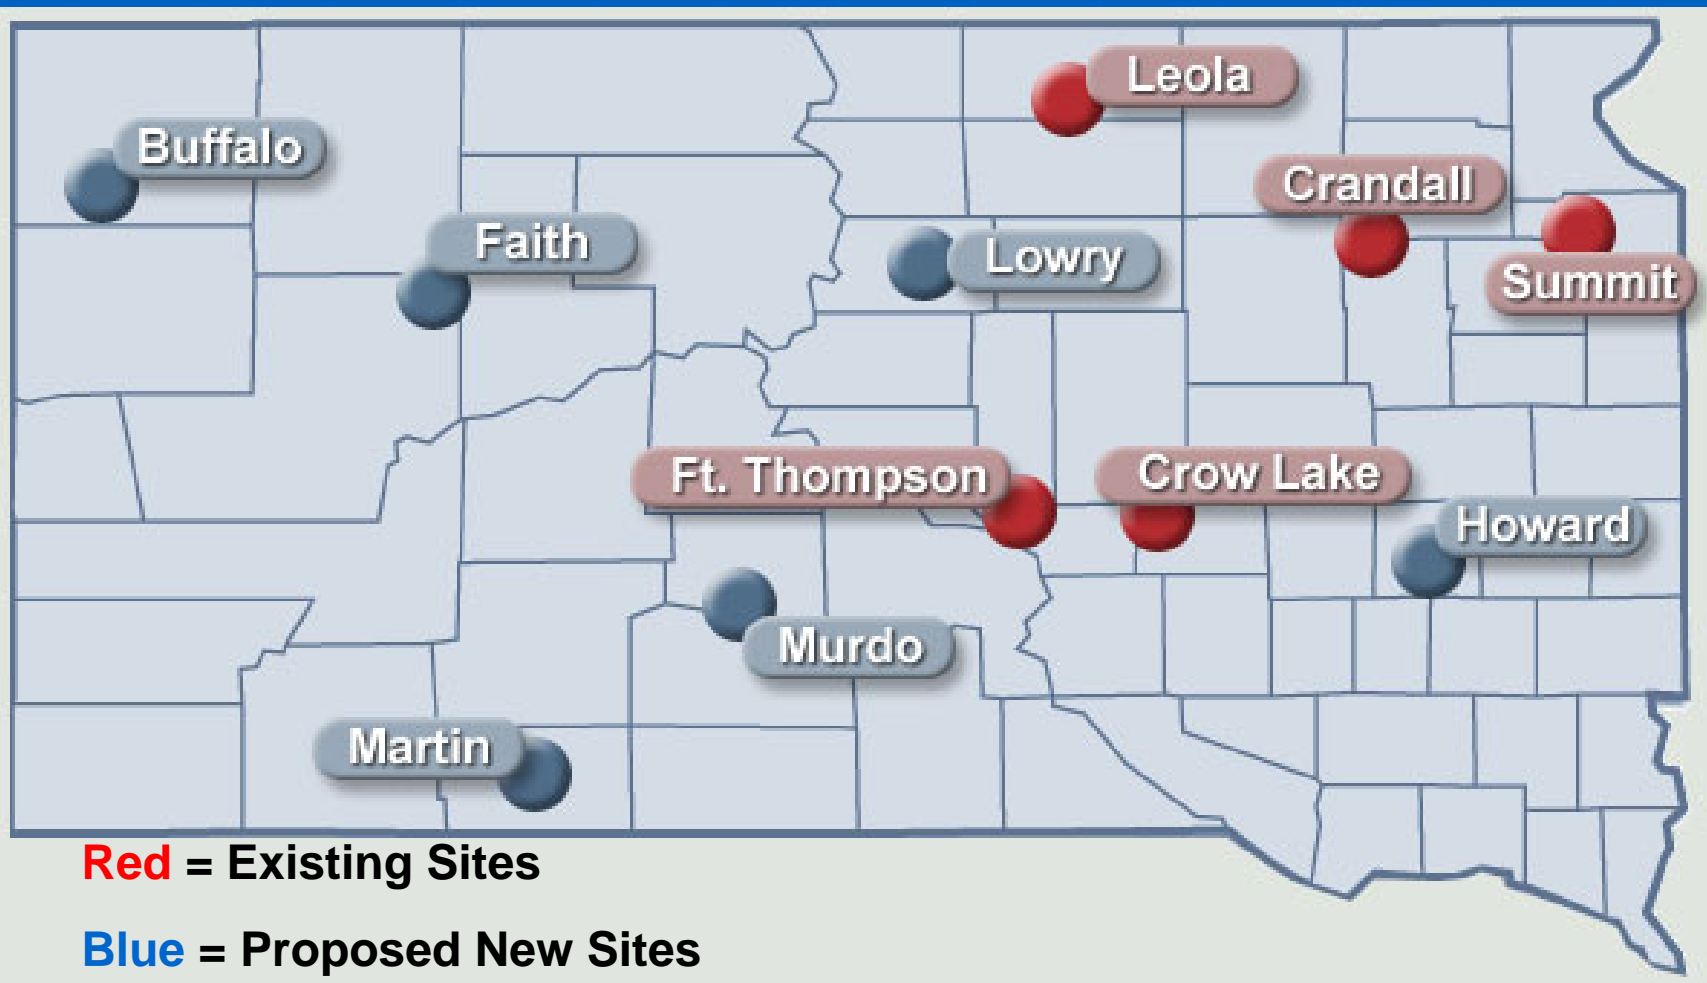 Leola
Buffalo
Crandall
Faith
Lowry
Summit
Ft. Thompson
Crow Lake
Howard
Murdo
Martin
Red = Existing Sites
Blue = Proposed New Sites